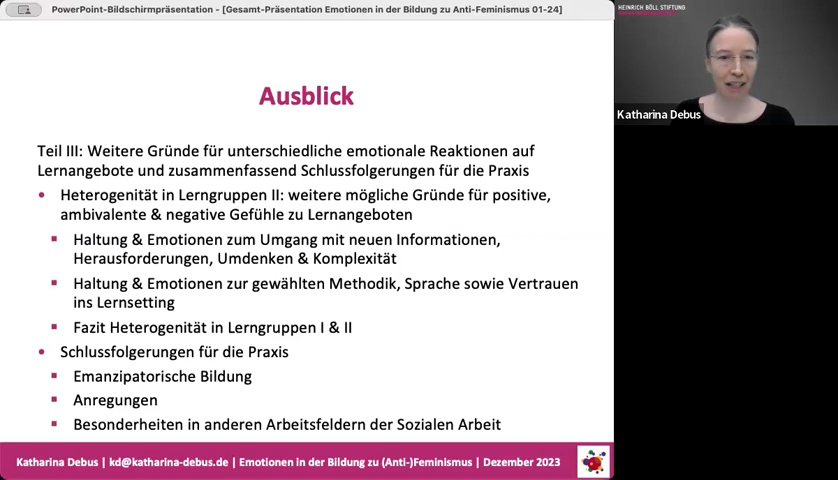 PowerPoint-Bildschirmpräsentation - [Gesamt-Präsentation Emotionen in der Bildung zu Anti-Feminismus 01-24]
HEINRICH BÖLL STIFTUNG
Katharina Debus
Ausblick
Teil III: Weitere Gründe für unterschiedliche emotionale Reaktionen auf
Lernangebote und zusammenfassend Schlussfolgerungen für die Praxis
• Heterogenität in Lerngruppen II: weitere mögliche Gründe für positive,
ambivalente & negative Gefühle zu Lernangeboten
▪ Haltung & Emotionen zum Umgang mit neuen Informationen,
Herausforderungen, Umdenken & Komplexität
▪ Haltung & Emotionen zur gewählten Methodik, Sprache sowie Vertrauen
ins Lernsetting
▪ Fazit Heterogenität in Lerngruppen I & II
• Schlussfolgerungen für die Praxis
▪ Emanzipatorische Bildung
▪ Anregungen
▪ Besonderheiten in anderen Arbeitsfeldern der Sozialen Arbeit
Katharina Debus | kd@katharina-debus.de | Emotionen in der Bildung zu (Anti-)Feminismus | Dezember 2023